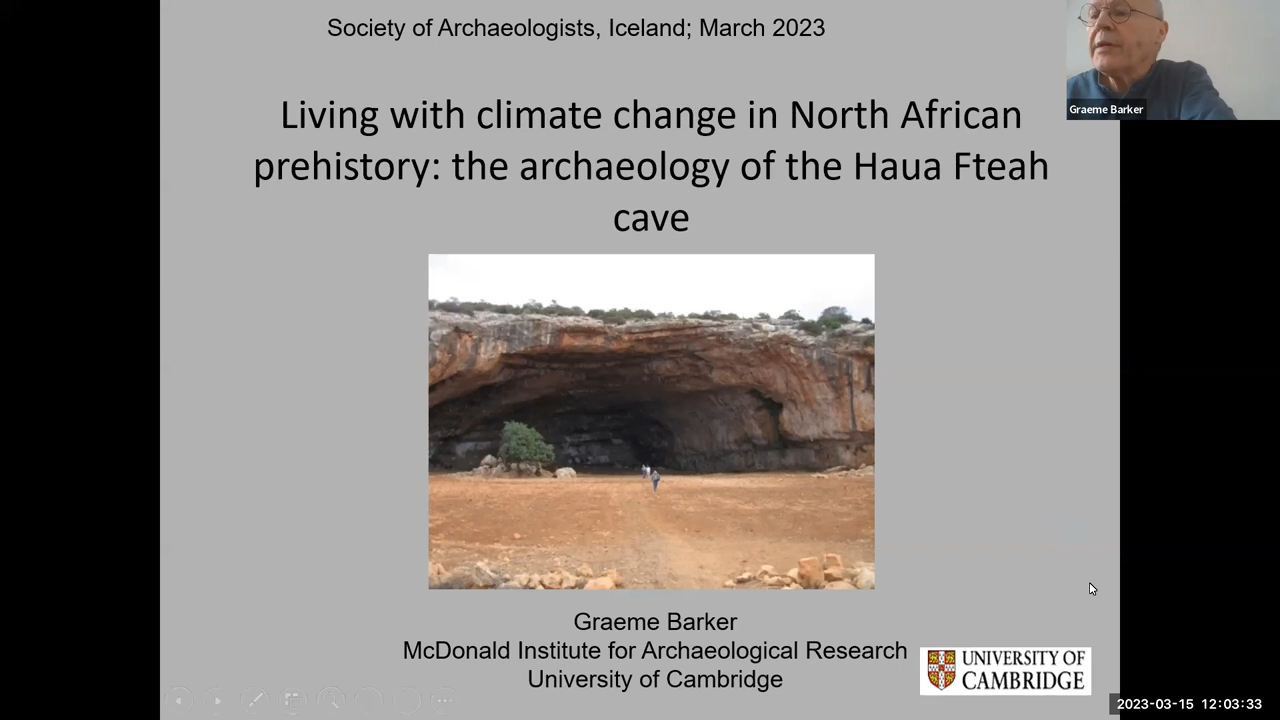 Society of Archaeologists, Iceland; March 2023
Graeme Barker
Living with climate change in North African
prehistory: the archaeology of the Haua Fteah
cave
Graeme Barker
McDonald Institute for Archaeological Research
University of Cambridge
UNIVERSITY OF
CAMBRIDGE
2023-03-15 12:03:33